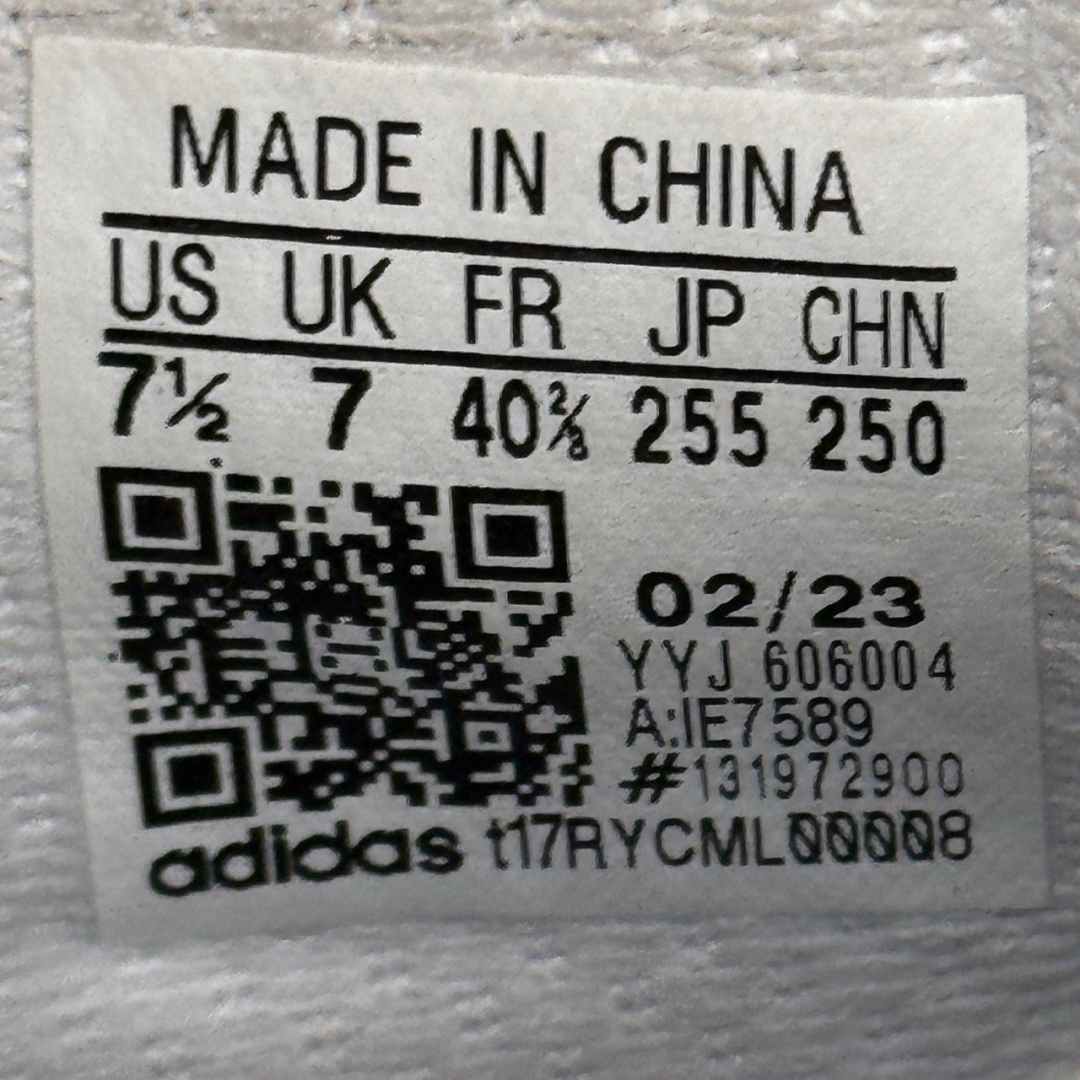 MADE IN CHINA
US UK FR JP CHN
7½ 7 40⅔ 255 250
02/23
YYJ 606004
A:IE7589
#131972900
adidas t17RYCML00008